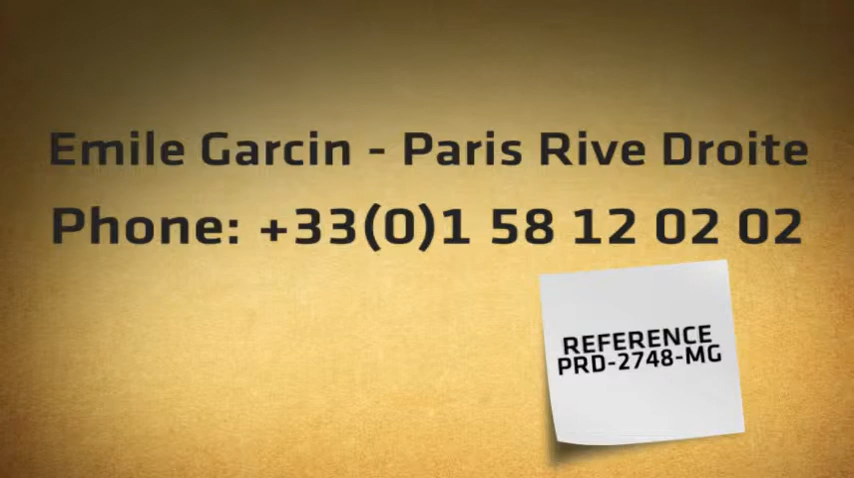 Emile Garcin - Paris Rive Droite
Phone: +33(0)1 58 12 02 02
REFERENCE
PRD-2748-MG